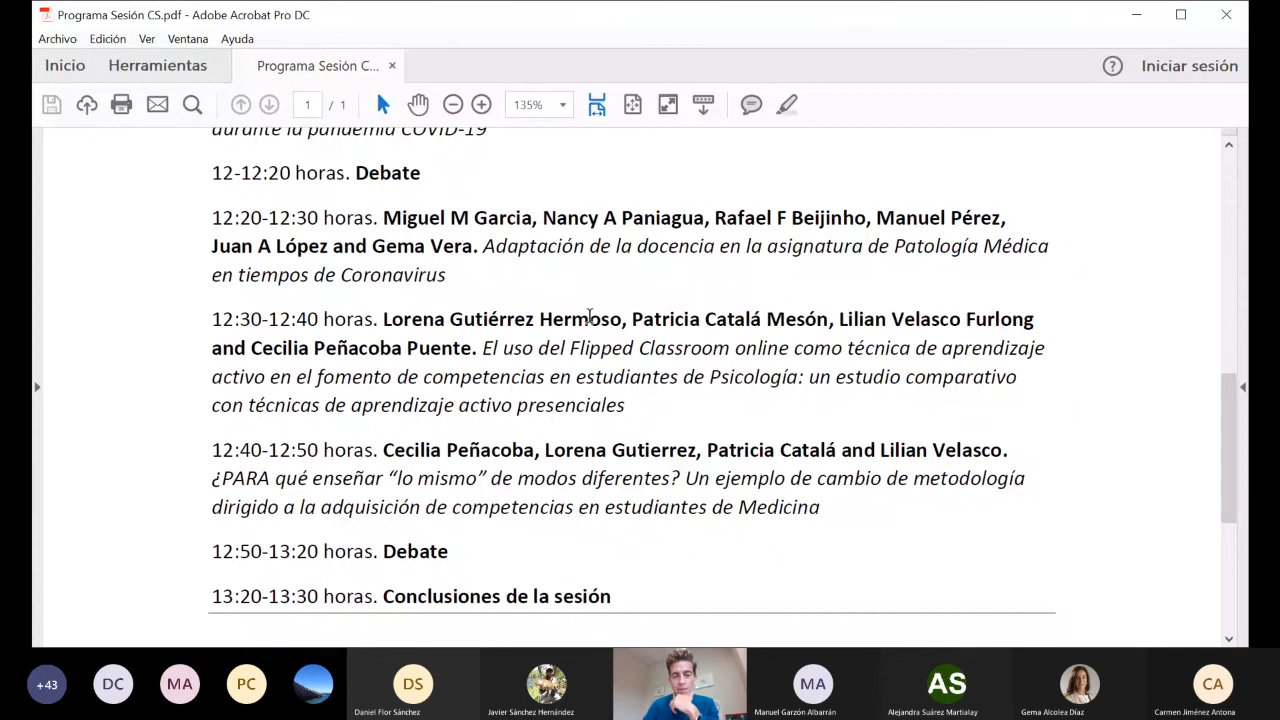 Programa Sesión CS.pdf - Adobe Acrobat Pro DC
Archivo Edición Ver Ventana Ayuda
Inicio Herramientas Programa Sesión C... × ? Iniciar sesión
1 / 1 135%
durante la pandemia COVID-19
12-12:20 horas. Debate
12:20-12:30 horas. Miguel M Garcia, Nancy A Paniagua, Rafael F Beijinho, Manuel Pérez,
Juan A López and Gema Vera. Adaptación de la docencia en la asignatura de Patología Médica
en tiempos de Coronavirus
12:30-12:40 horas. Lorena Gutiérrez Hermoso, Patricia Catalá Mesón, Lilian Velasco Furlong
and Cecilia Peñacoba Puente. El uso del Flipped Classroom online como técnica de aprendizaje
activo en el fomento de competencias en estudiantes de Psicología: un estudio comparativo
con técnicas de aprendizaje activo presenciales
12:40-12:50 horas. Cecilia Peñacoba, Lorena Gutierrez, Patricia Catalá and Lilian Velasco.
¿PARA qué enseñar “lo mismo” de modos diferentes? Un ejemplo de cambio de metodología
dirigido a la adquisición de competencias en estudiantes de Medicina
12:50-13:20 horas. Debate
13:20-13:30 horas. Conclusiones de la sesión
+43 DC MA PC DS MA AS CA
Daniel Flor Sánchez Javier Sánchez Hernández Manuel Garzón Albarrán Alejandra Suárez Martialay Gema Alcolea Díaz Carmen Jiménez Antona